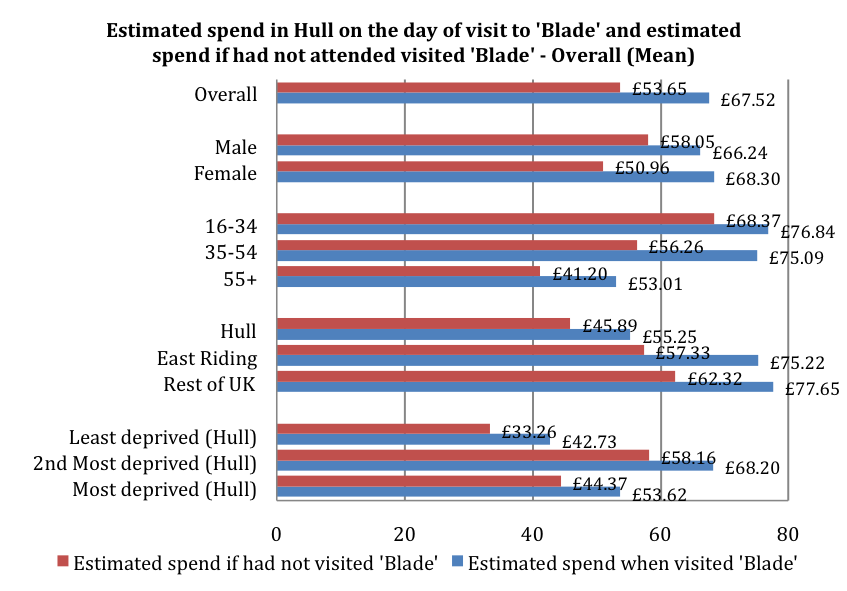 Estimated spend in Hull on the day of visit to 'Blade' and estimated
spend if had not attended visited 'Blade' - Overall (Mean)
Overall
£53.65
£67.52
Male
£58.05
£66.24
Female
£50.96
£68.30
16-34
£68.37
£76.84
35-54
£56.26
£75.09
55+
£41.20
£53.01
Hull
£45.89
£55.25
East Riding
£57.33
£75.22
Rest of UK
£62.32
£77.65
Least deprived (Hull)
£33.26
£42.73
2nd Most deprived (Hull)
£58.16
£68.20
Most deprived (Hull)
£44.37
£53.62
0 20 40 60 80
Estimated spend if had not visited 'Blade' Estimated spend when visited 'Blade'